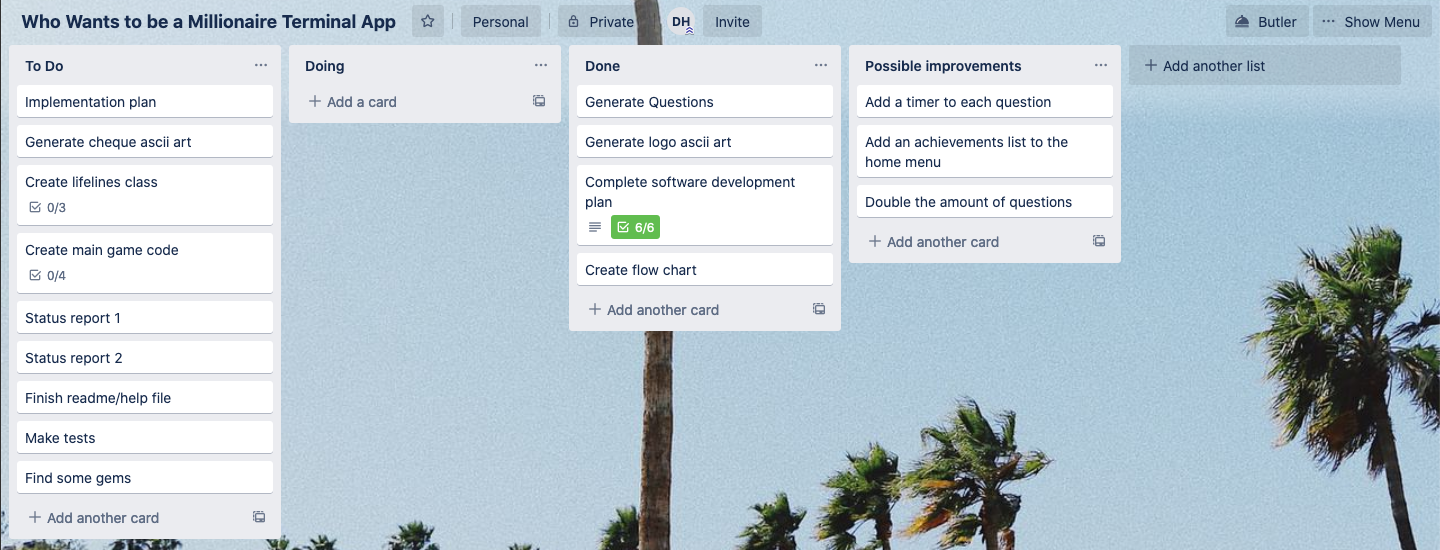 Who Wants to be a Millionaire Terminal App
Personal
Private
DH
Invite
Butler
Show Menu
To Do
Implementation plan
Generate cheque ascii art
Create lifelines class
0/3
Create main game code
0/4
Status report 1
Status report 2
Finish readme/help file
Make tests
Find some gems
+ Add another card
Doing
+ Add a card
Done
Generate Questions
Generate logo ascii art
Complete software development
plan
6/6
Create flow chart
+ Add another card
Possible improvements
Add a timer to each question
Add an achievements list to the
home menu
Double the amount of questions
+ Add another card
+ Add another list